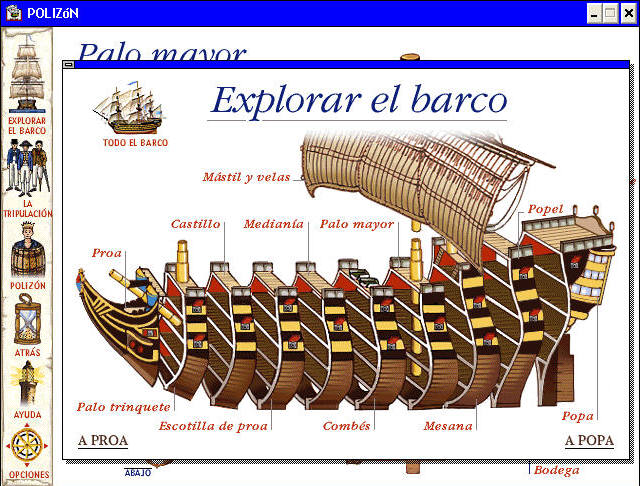 POLIZóN
Palo mayor
Explorar el barco
EXPLORAR
EL BARCO
TODO EL BARCO
LA
TRIPULACIÓN
POLIZÓN
ATRÁS
AYUDA
OPCIONES
Mástil y velas
Popel
Castillo
Medianía
Palo mayor
Proa
Palo trinquete
Escotilla de proa
Combés
Mesana
Popa
A PROA
A POPA
ABAJO
Bodega